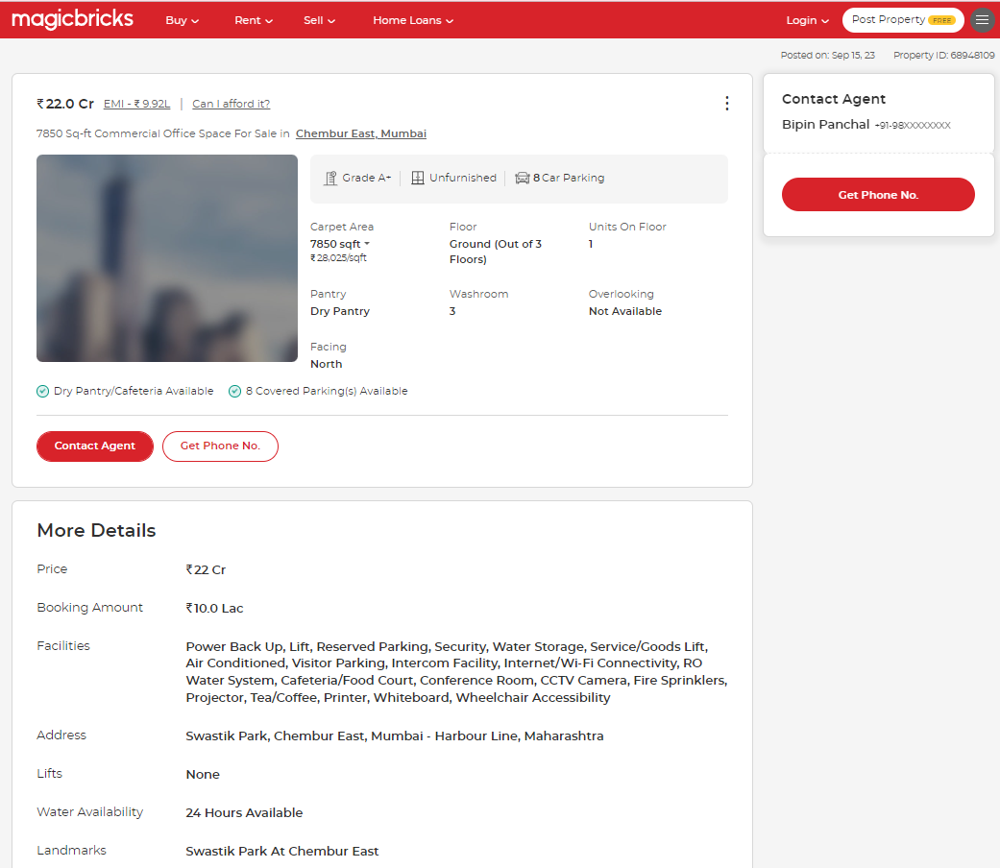 magicbricks Buy Rent Sell Home Loans Login Post Property FREE
Posted on: Sep 15, 23 Property ID: 68948109
₹22.0 Cr EMI - ₹ 9.92L | Can I afford it?
7850 Sq-ft Commercial Office Space For Sale in Chembur East, Mumbai
Grade A+ Unfurnished 8 Car Parking
Carpet Area Floor Units On Floor
7850 sqft Ground (Out of 3 1
₹28,025/sqft Floors)
Pantry Washroom Overlooking
Dry Pantry 3 Not Available
Facing
North
Dry Pantry/Cafeteria Available 8 Covered Parking(s) Available
Contact Agent Get Phone No.
Contact Agent
Bipin Panchal +91-98XXXXXXXX
Get Phone No.
More Details
Price ₹22 Cr
Booking Amount ₹10.0 Lac
Facilities Power Back Up, Lift, Reserved Parking, Security, Water Storage, Service/Goods Lift,
Air Conditioned, Visitor Parking, Intercom Facility, Internet/Wi-Fi Connectivity, RO
Water System, Cafeteria/Food Court, Conference Room, CCTV Camera, Fire Sprinklers,
Projector, Tea/Coffee, Printer, Whiteboard, Wheelchair Accessibility
Address Swastik Park, Chembur East, Mumbai - Harbour Line, Maharashtra
Lifts None
Water Availability 24 Hours Available
Landmarks Swastik Park At Chembur East